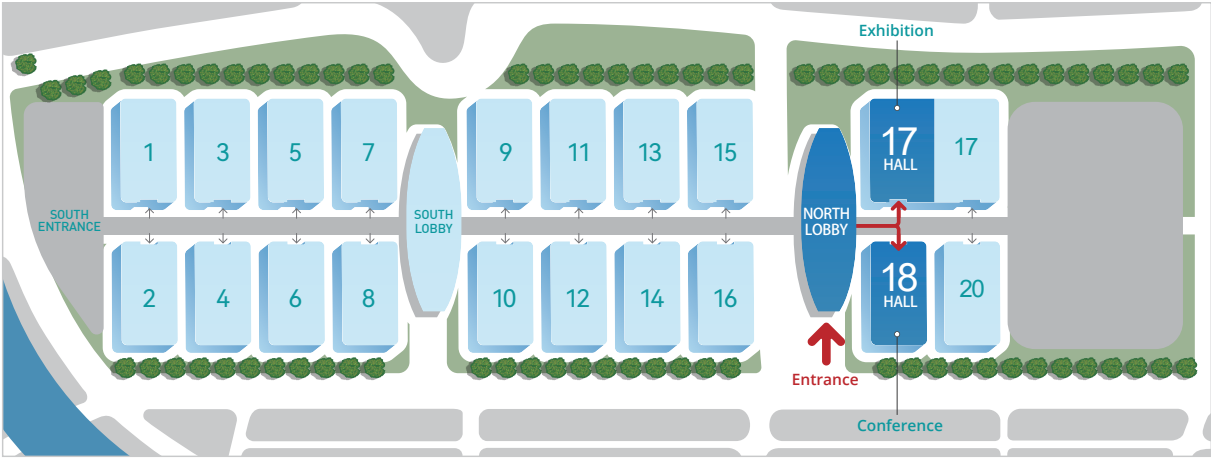 Exhibition
1
3
5
7
9
11
13
15
17
HALL
17
SOUTH
ENTRANCE
SOUTH
LOBBY
NORTH
LOBBY
2
4
6
8
10
12
14
16
18
HALL
20
Entrance
Conference